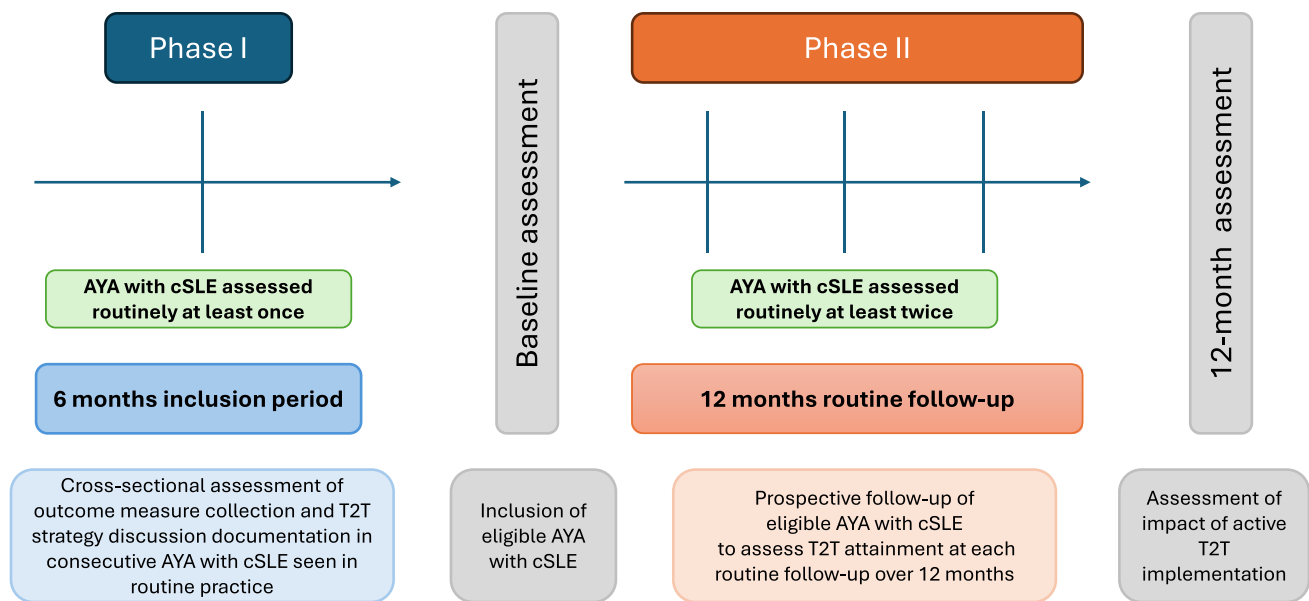 Phase I
AYA with cSLE assessed
routinely at least once
6 months inclusion period
Cross-sectional assessment of
outcome measure collection and T2T
strategy discussion documentation in
consecutive AYA with cSLE seen in
routine practice
Baseline assessment
Inclusion of
eligible AYA
with cSLE
Phase II
AYA with cSLE assessed
routinely at least twice
12 months routine follow-up
Prospective follow-up of
eligible AYA with cSLE
to assess T2T attainment at each
routine follow-up over 12 months
12-month assessment
Assessment of
impact of active
T2T
implementation